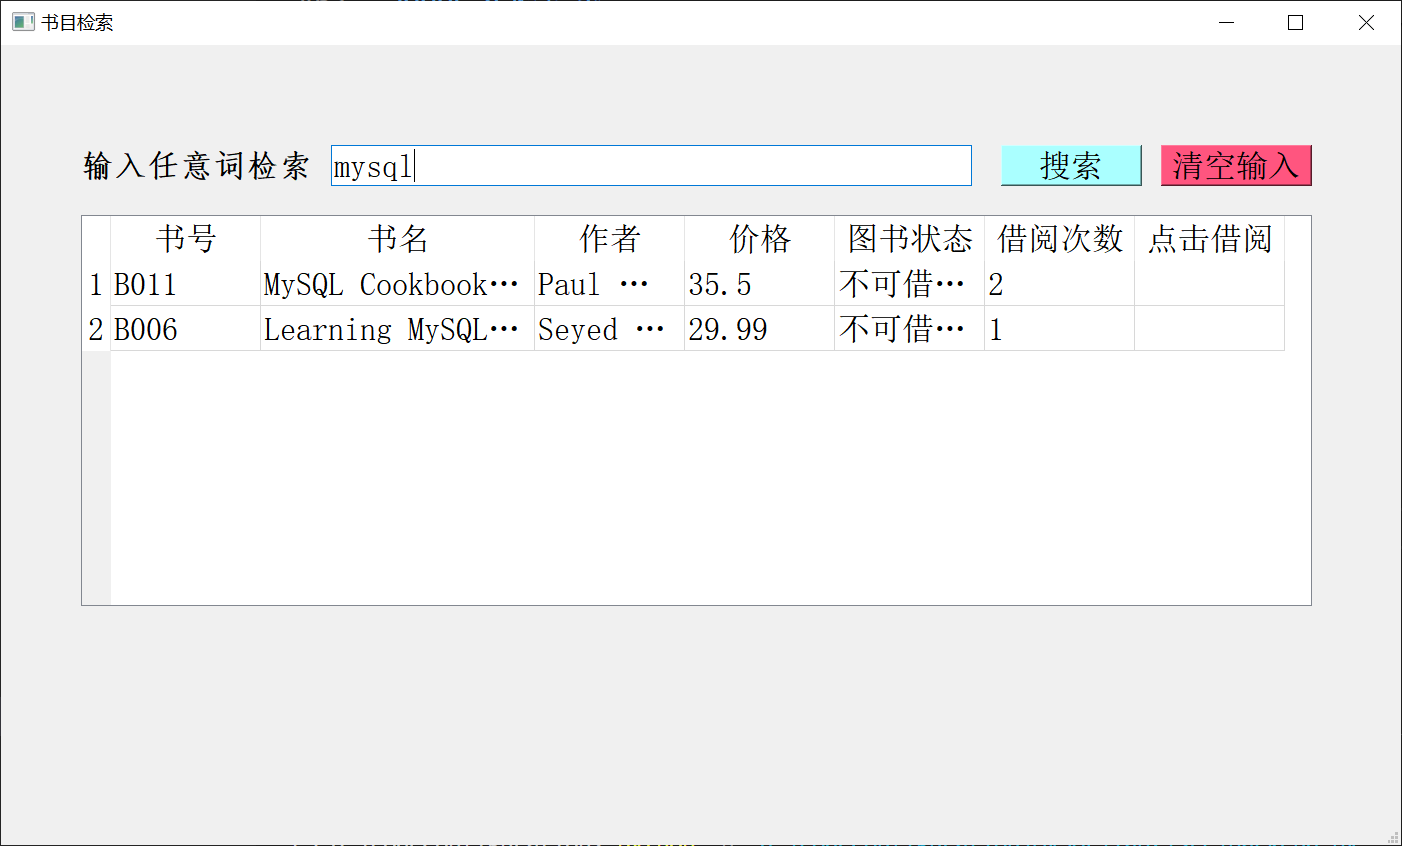 书目检索
输入任意词检索 mysql 搜索 清空输入
书号 书名 作者 价格 图书状态 借阅次数 点击借阅
1 B011 MySQL Cookbook… Paul … 35.5 不可借… 2
2 B006 Learning MySQL… Seyed … 29.99 不可借… 1